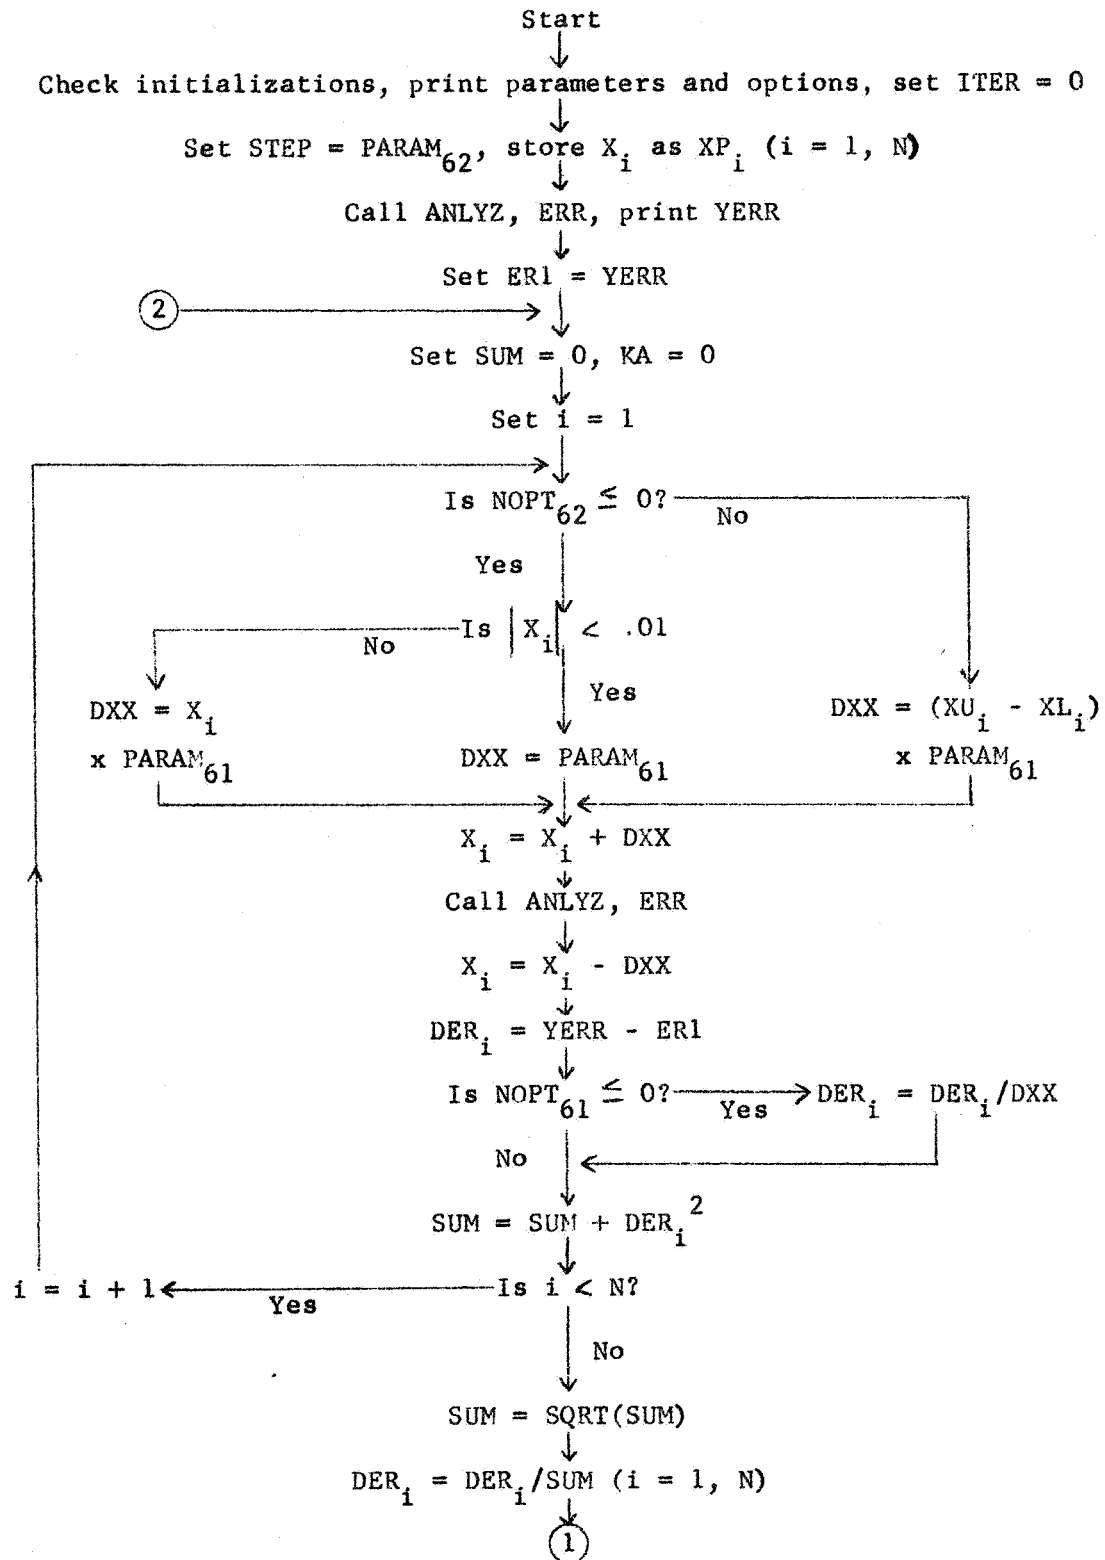 Start
Check initializations, print parameters and options, set ITER = 0
Set STEP = PARAM62, store Xi as XPi (i = 1, N)
Call ANLYZ, ERR, print YERR
Set ER1 = YERR
2
Set SUM = 0, KA = 0
Set i = 1
Is NOPT62 ≤ 0?
No
Yes
Is |Xi| < .01
No
Yes
DXX = Xi
x PARAM61
DXX = PARAM61
DXX = (XUi - XLi)
x PARAM61
Xi = Xi + DXX
Call ANLYZ, ERR
Xi = Xi - DXX
DERi = YERR - ER1
Is NOPT61 ≤ 0?
Yes
DERi = DERi/DXX
No
SUM = SUM + DERi2
i = i + 1
Yes
Is i < N?
No
SUM = SQRT(SUM)
DERi = DERi/SUM (i = 1, N)
1